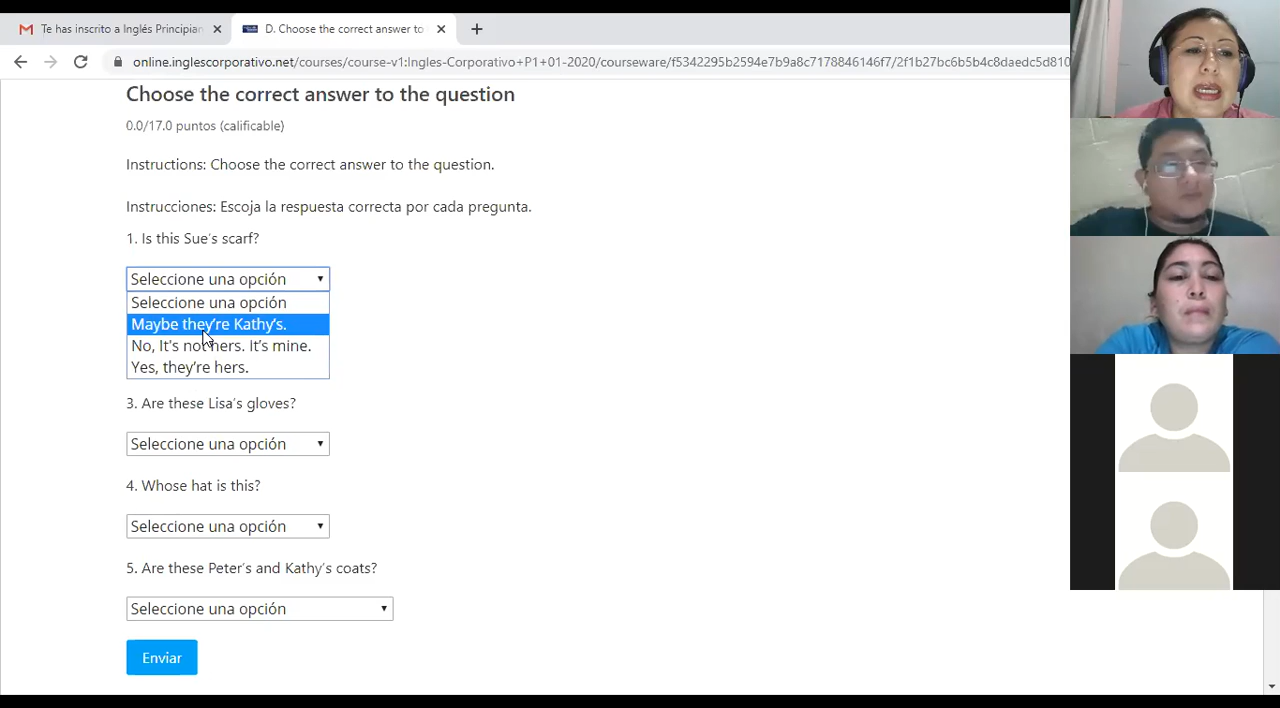 Te has inscrito a Inglés Principian
D. Choose the correct answer to
online.inglescorporativo.net/courses/course-v1:Ingles-Corporativo+P1+01-2020/courseware/f5342295b2594e7b9a8c7178846146f7/2f1b27bc6b5b4c8daedc5d810
Choose the correct answer to the question
0.0/17.0 puntos (calificable)
Instructions: Choose the correct answer to the question.
Instrucciones: Escoja la respuesta correcta por cada pregunta.
1. Is this Sue's scarf?
Seleccione una opción
Seleccione una opción
Maybe they're Kathy's.
No, It's not hers. It's mine.
Yes, they're hers.
3. Are these Lisa's gloves?
Seleccione una opción
4. Whose hat is this?
Seleccione una opción
5. Are these Peter's and Kathy's coats?
Seleccione una opción
Enviar